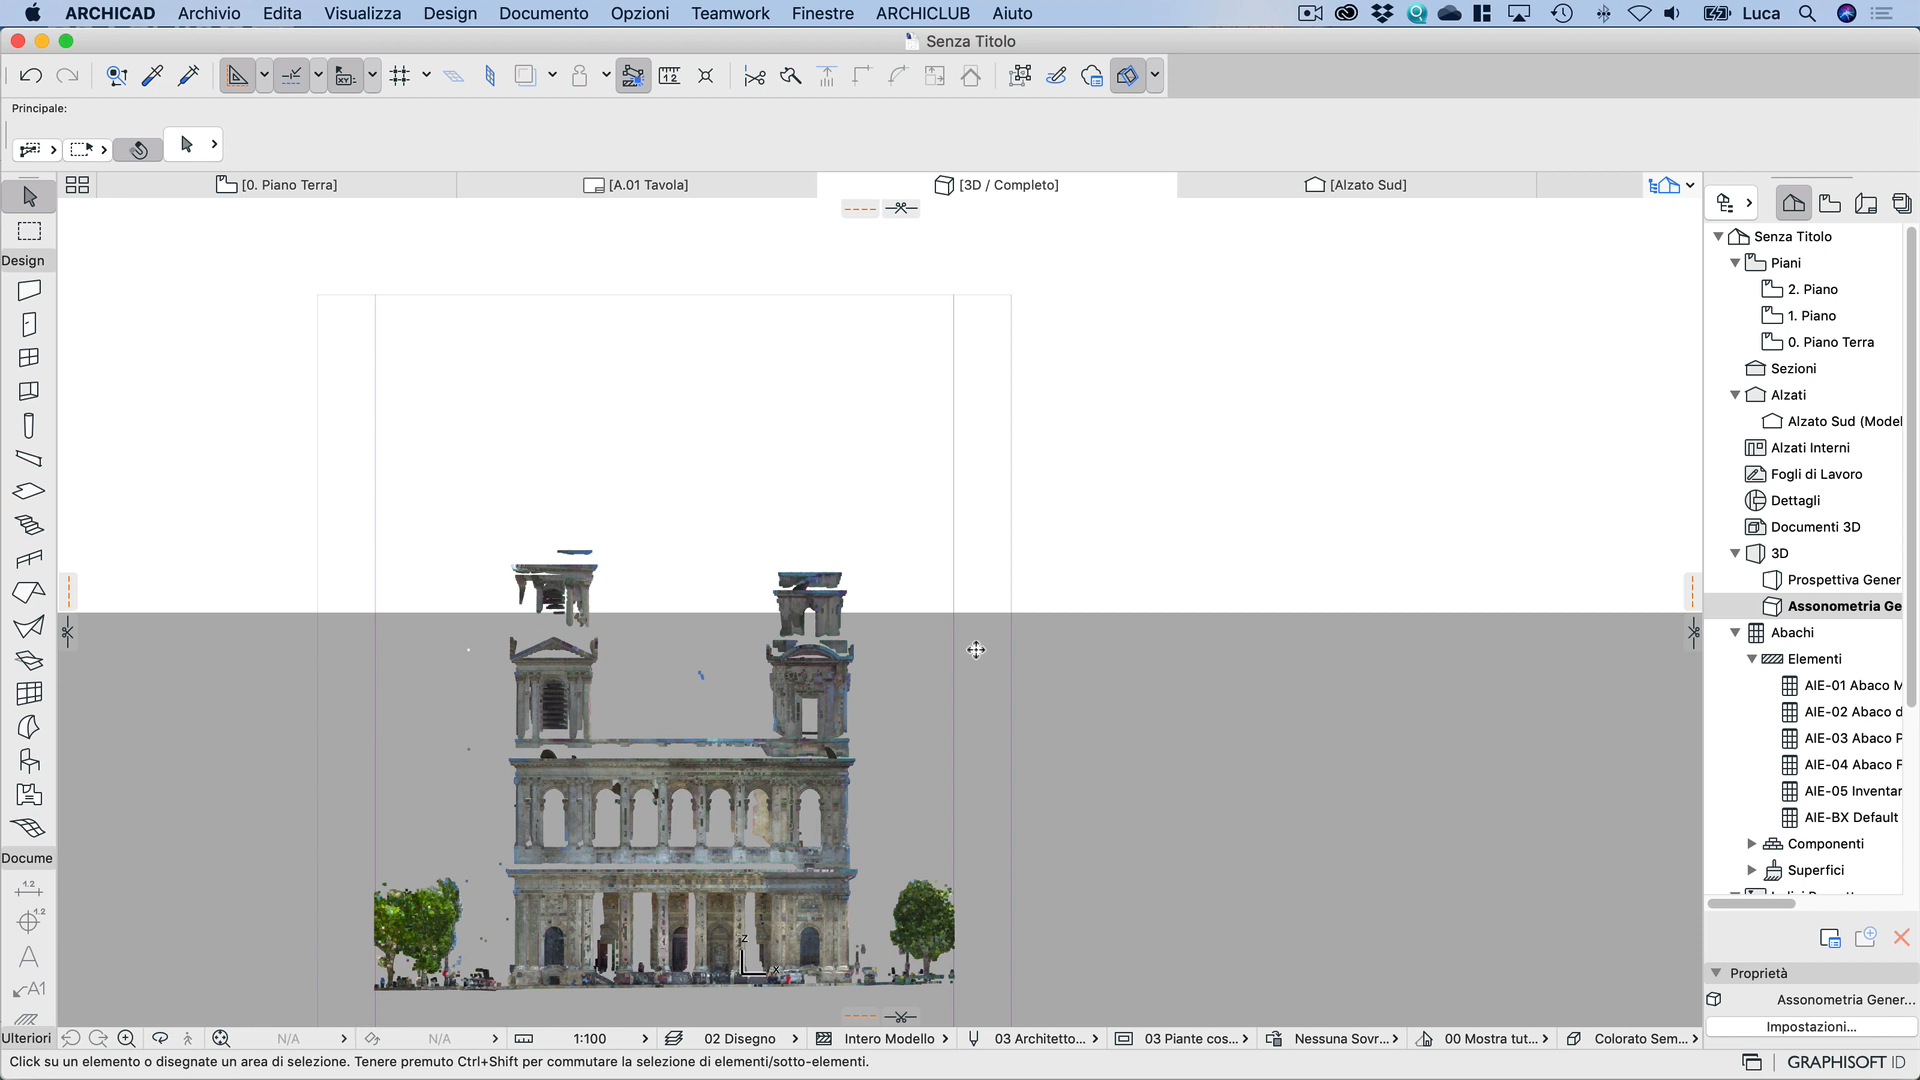 ARCHICAD Archivio Edita Visualizza Design Documento Opzioni Teamwork Finestre ARCHICLUB Aiuto Luca
Senza Titolo
Principale:
[0. Piano Terra] [A.01 Tavola] [3D / Completo] [Alzato Sud]
Design
Docume
1.2
1.2
A
A1
Senza Titolo
Piani
2. Piano
1. Piano
0. Piano Terra
Sezioni
Alzati
Alzato Sud (Model
Alzati Interni
Fogli di Lavoro
Dettagli
Documenti 3D
3D
Prospettiva Gener
Assonometria Ge
Abachi
Elementi
AIE-01 Abaco M
AIE-02 Abaco d
AIE-03 Abaco P
AIE-04 Abaco F
AIE-05 Inventar
AIE-BX Default
Componenti
Superfici
z
x
Proprietà
Assonometria Gener...
Impostazioni...
Ulteriori N/A N/A 1:100 02 Disegno Intero Modello 03 Architetto... 03 Piante cos... Nessuna Sovr... 00 Mostra tut... Colorato Sem...
Click su un elemento o disegnate un area di selezione. Tenere premuto Ctrl+Shift per commutare la selezione di elementi/sotto-elementi.
GRAPHISOFT ID